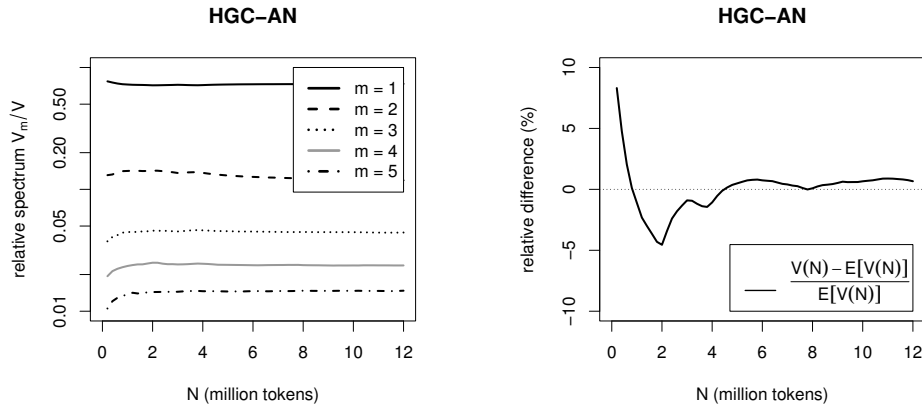 HGC−AN
relative spectrum Vm/V
0.50
0.20
0.05
0.01
m = 1
m = 2
m = 3
m = 4
m = 5
0 2 4 6 8 10 12
N (million tokens)
HGC−AN
relative difference (%)
10
5
0
−5
−10
V(N) − E[V(N)]
E[V(N)]
0 2 4 6 8 10 12
N (million tokens)